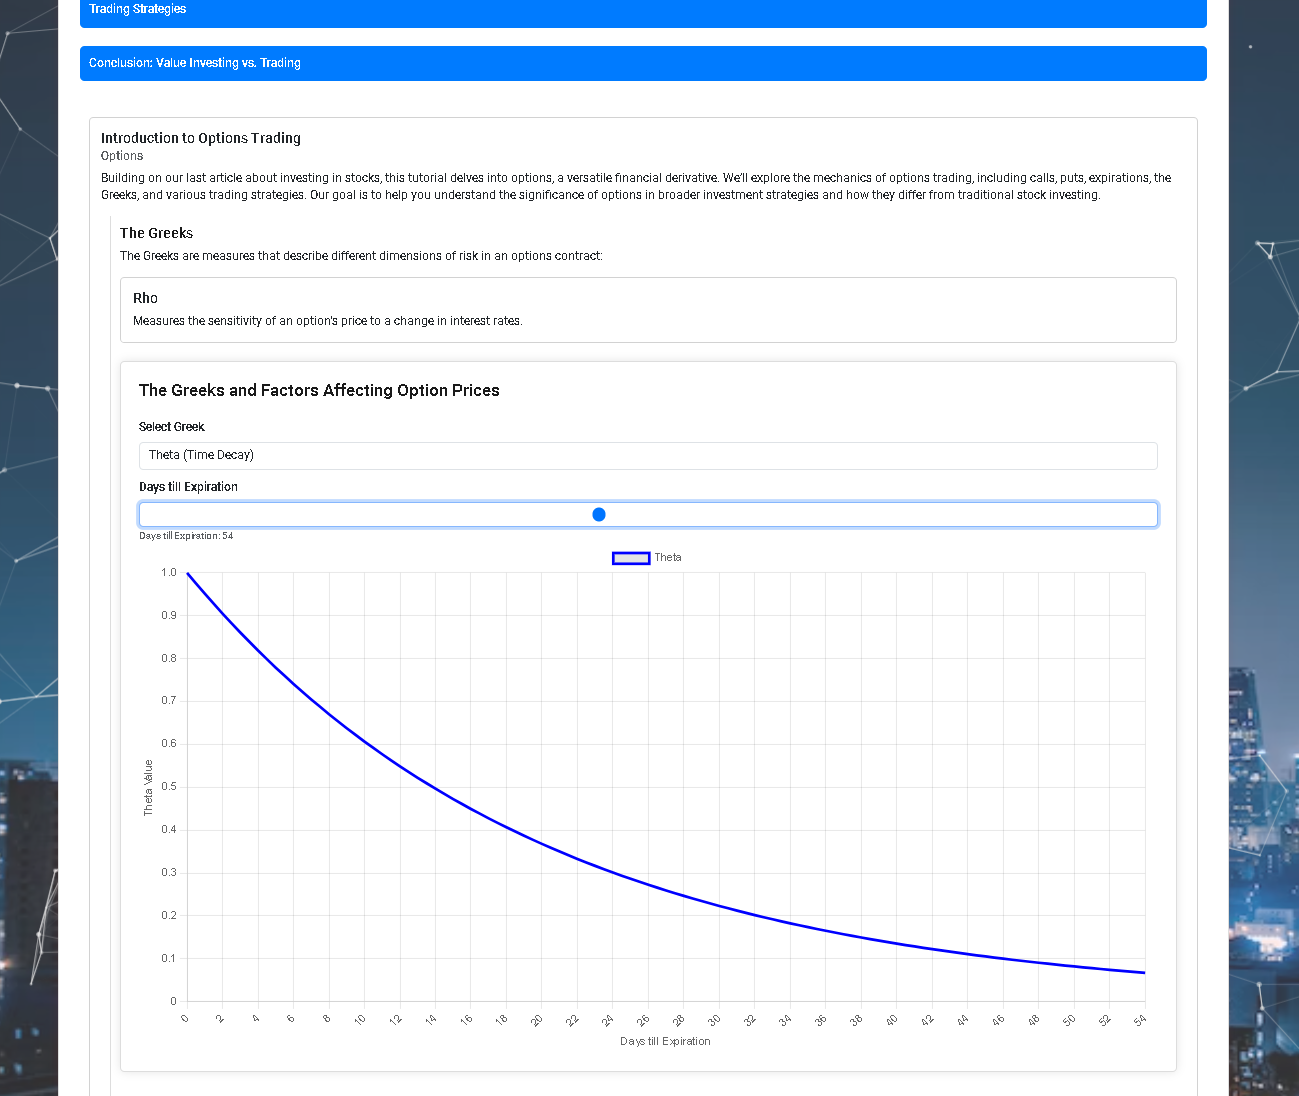 Trading Strategies
Conclusion: Value Investing vs. Trading
Introduction to Options Trading
Options
Building on our last article about investing in stocks, this tutorial delves into options, a versatile financial derivative. We'll explore the mechanics of options trading, including calls, puts, expirations, the
Greeks, and various trading strategies. Our goal is to help you understand the significance of options in broader investment strategies and how they differ from traditional stock investing.
The Greeks
The Greeks are measures that describe different dimensions of risk in an options contract:
Rho
Measures the sensitivity of an option's price to a change in interest rates.
The Greeks and Factors Affecting Option Prices
Select Greek
Theta (Time Decay)
Days till Expiration
Days till Expiration: 54
Theta
1.0
0.9
0.8
0.7
0.6
0.5
0.4
0.3
0.2
0.1
0
Theta Value
0 2 4 6 8 10 12 14 16 18 20 22 24 26 28 30 32 34 36 38 40 42 44 46 48 50 52 54
Days till Expiration